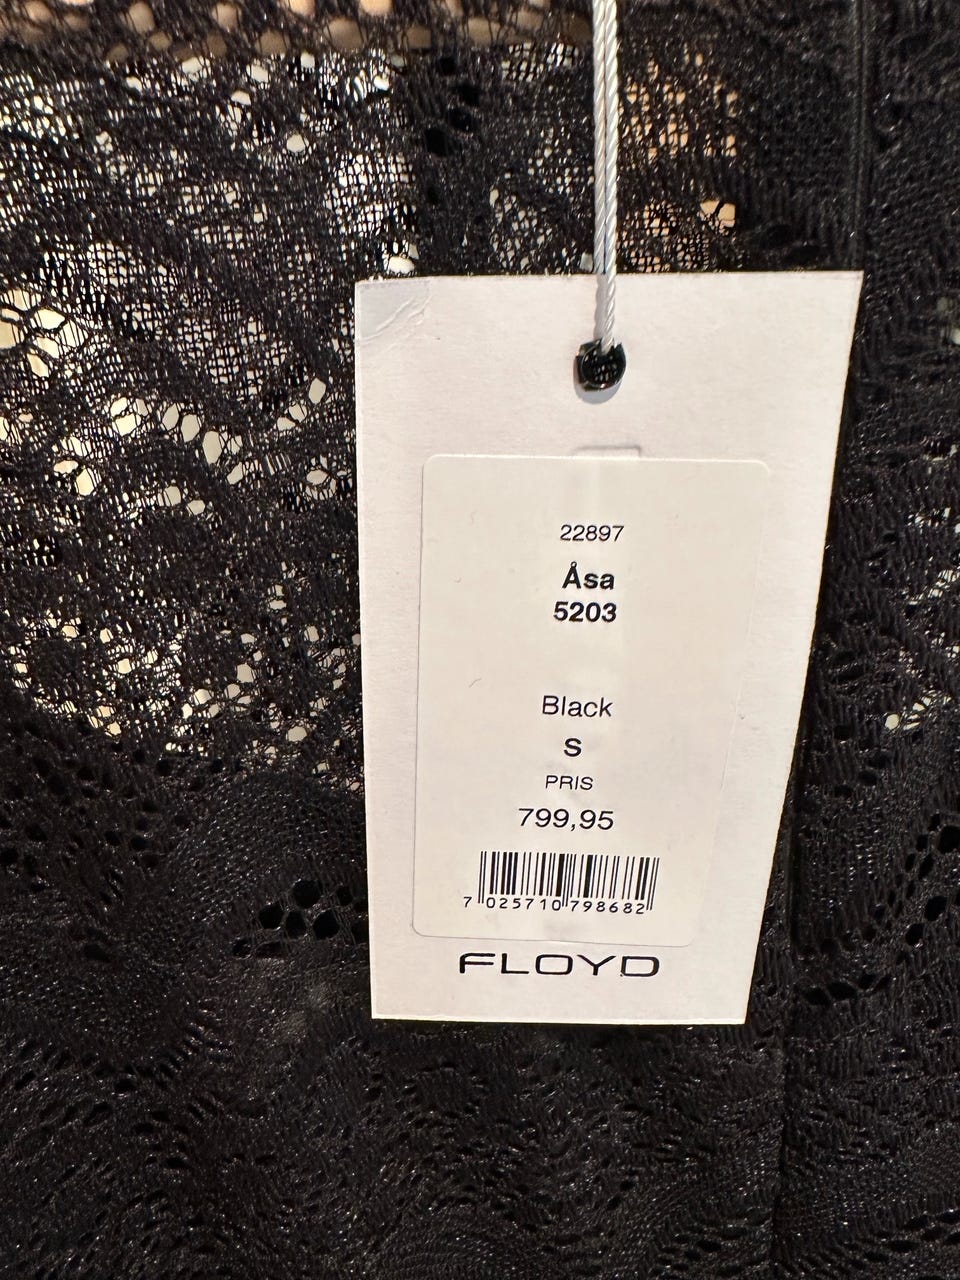 22897
Åsa
5203
Black
S
PRIS
799,95
7 025710 798682
FLOYD